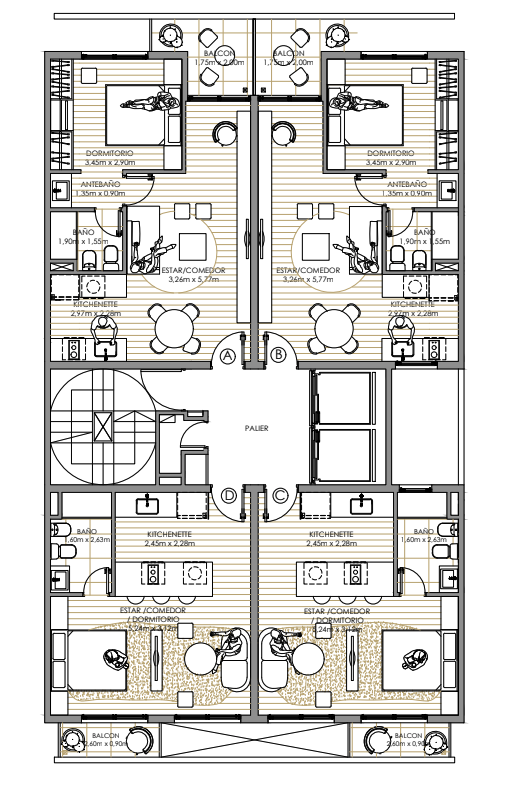 BALCON
1,75m x 2,00m
BALCON
1,75m x 2,00m
DORMITORIO
3,45m x 2,90m
DORMITORIO
3,45m x 2,90m
ANTEBAÑO
1,35m x 0,90m
ANTEBAÑO
1,35m x 0,90m
BAÑO
1,90m x 1,55m
BAÑO
1,90m x 1,55m
ESTAR/COMEDOR
3,26m x 5,77m
ESTAR/COMEDOR
3,26m x 5,77m
KITCHENETTE
2,97m x 2,28m
KITCHENETTE
2,97m x 2,28m
A
B
PALIER
D
C
BAÑO
1,60m x 2,63m
KITCHENETTE
2,45m x 2,28m
KITCHENETTE
2,45m x 2,28m
BAÑO
1,60m x 2,63m
ESTAR /COMEDOR
/ DORMITORIO
5,24m x 3,12m
ESTAR /COMEDOR
/ DORMITORIO
5,24m x 3,12m
BALCON
2,60m x 0,90m
BALCON
2,60m x 0,90m